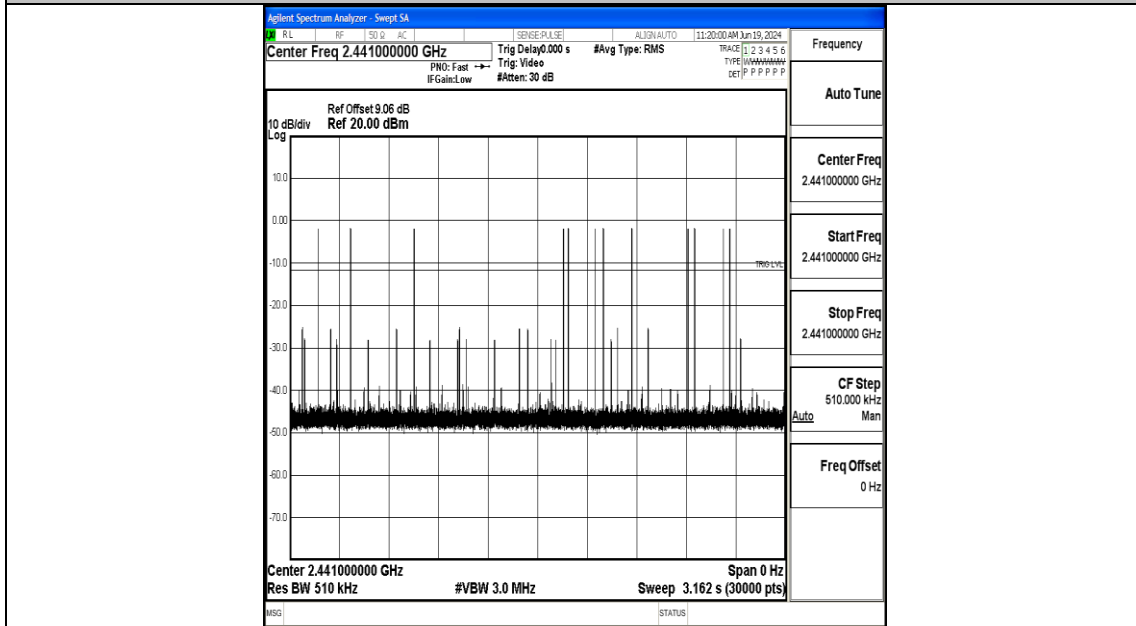 Agilent Spectrum Analyzer - Swept SA
RL RF 50 Ω AC SENSE:PULSE ALIGNAUTO 11:20:00 AM Jun 19, 2024
Center Freq 2.441000000 GHz
PNO: Fast
IFGain:Low
Trig Delay0.000 s
Trig: Video
#Atten: 30 dB
#Avg Type: RMS
TRACE 1 2 3 4 5 6
TYPE
DET P P P P P P
Ref Offset 9.06 dB
10 dB/div Ref 20.00 dBm
Log
10.0
0.00
-10.0
TRIG LVL
-20.0
-30.0
-40.0
-50.0
-60.0
-70.0
Center 2.441000000 GHz Span 0 Hz
Res BW 510 kHz #VBW 3.0 MHz Sweep 3.162 s (30000 pts)
MSG STATUS
Frequency
Auto Tune
Center Freq
2.441000000 GHz
Start Freq
2.441000000 GHz
Stop Freq
2.441000000 GHz
CF Step
510.000 kHz
Auto Man
Freq Offset
0 Hz